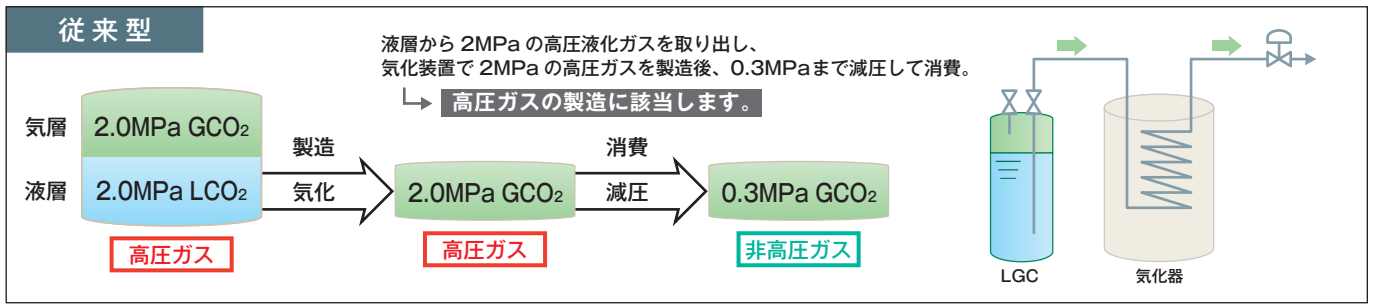 従来型
液層から 2MPa の高圧液化ガスを取り出し、
気化装置で 2MPa の高圧ガスを製造後、0.3MPaまで減圧して消費。
高圧ガスの製造に該当します。
気層
2.0MPa GCO₂
液層
2.0MPa LCO₂
高圧ガス
製造
気化
2.0MPa GCO₂
高圧ガス
消費
減圧
0.3MPa GCO₂
非高圧ガス
LGC
気化器